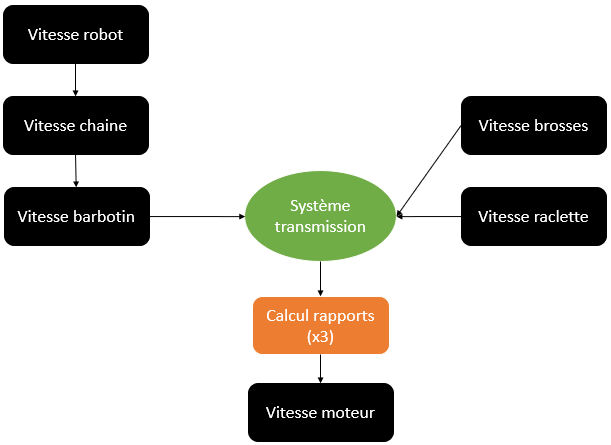 Vitesse robot
Vitesse chaine
Vitesse brosses
Vitesse barbotin
Système
transmission
Vitesse raclette
Calcul rapports
(x3)
Vitesse moteur